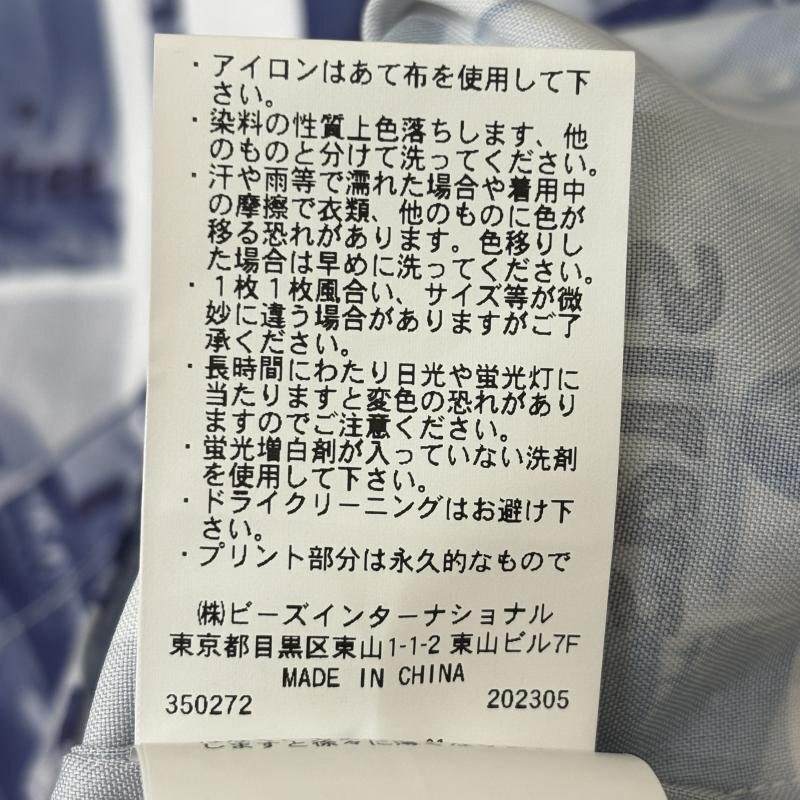 ・アイロンはあて布を使用して下
さい。
・染料の性質上色落ちします、他
のものと分けて洗ってください。
・汗や雨等で濡れた場合や着用中
の摩擦で衣類、他のものに色が
移る恐れがあります。色移りし
た場合は早めに洗ってください。
・1枚1枚風合い、サイズ等が微
妙に違う場合がありますがご了
承ください。
・長時間にわたり日光や蛍光灯に
当たりますと変色の恐れがあり
ますのでご注意ください。
・蛍光増白剤が入っていない洗剤
を使用して下さい。
・ドライクリーニングはお避け下
さい。
・プリント部分は永久的なもので
㈱ビーズインターナショナル
東京都目黒区東山1-1-2 東山ビル7F
MADE IN CHINA
350272 202305